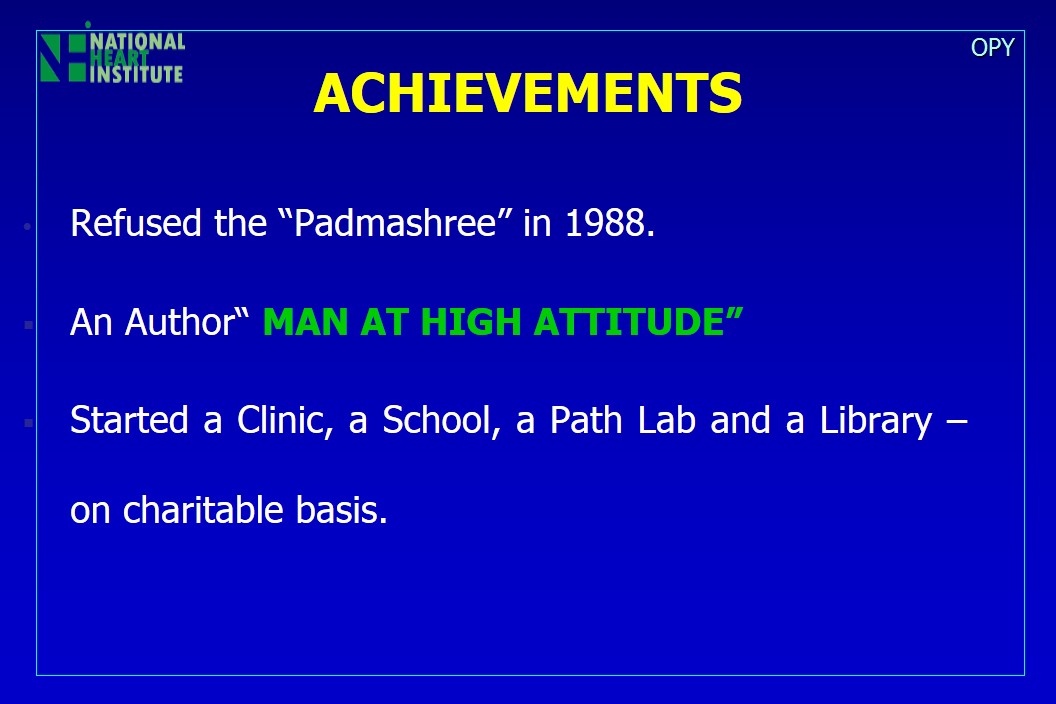 NATIONAL
HEART
INSTITUTE
OPY
ACHIEVEMENTS
Refused the “Padmashree” in 1988.
An Author“ MAN AT HIGH ATTITUDE”
Started a Clinic, a School, a Path Lab and a Library –
on charitable basis.